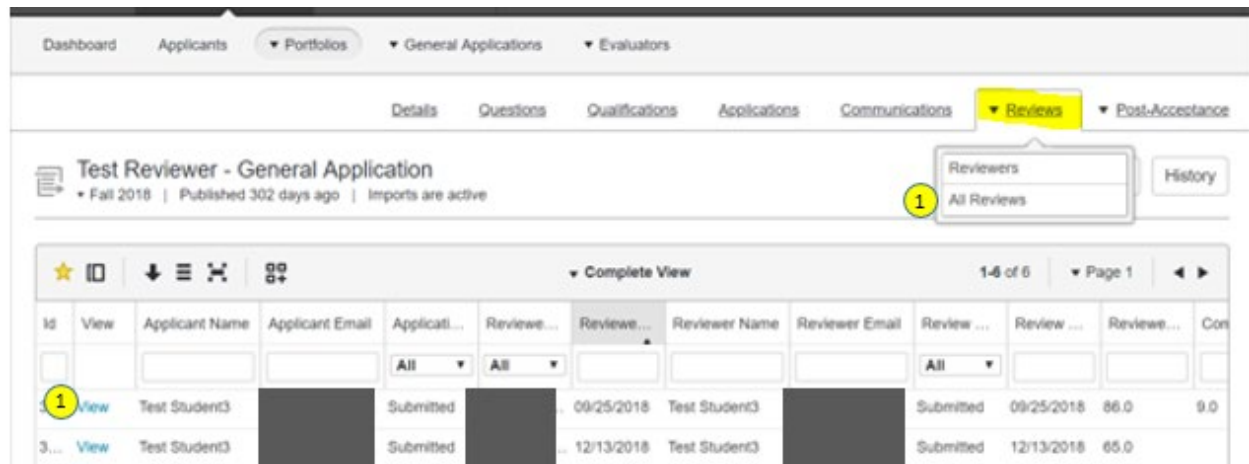 Dashboard Applicants ▾ Portfolios ▾ General Applications ▾ Evaluators
Details Questions Qualifications Applications Communications ▾ Reviews ▾ Post-Acceptance
Test Reviewer - General Application
▾ Fall 2018 | Published 302 days ago | Imports are active
Reviewers
History
1 All Reviews
▾ Complete View 1-6 of 6 ▾ Page 1
Id View Applicant Name Applicant Email Applicati... Reviewe... Reviewe... Reviewer Name Reviewer Email Review ... Review ... Reviewe... Con
All ▾ All ▾ All ▾
1 View Test Student3 Submitted 09/25/2018 Test Student3 Submitted 09/25/2018 86.0 9.0
3... View Test Student3 Submitted ... 12/13/2018 Test Student3 Submitted 12/13/2018 65.0